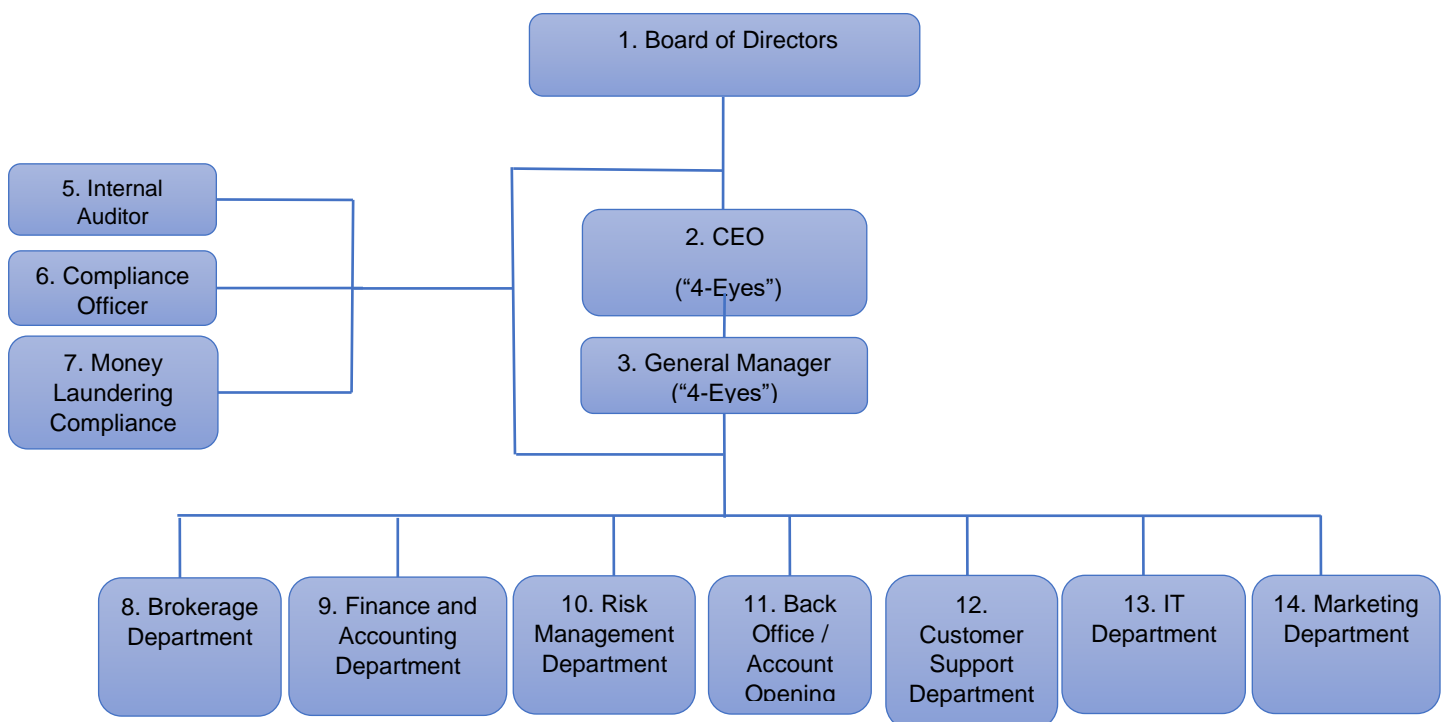 1. Board of Directors
5. Internal
Auditor
2. CEO
(“4-Eyes”)
6. Compliance
Officer
3. General Manager
(“4-Eyes”)
7. Money
Laundering
Compliance
8. Brokerage
Department
9. Finance and
Accounting
Department
10. Risk
Management
Department
11. Back
Office /
Account
Opening
12.
Customer
Support
Department
13. IT
Department
14. Marketing
Department